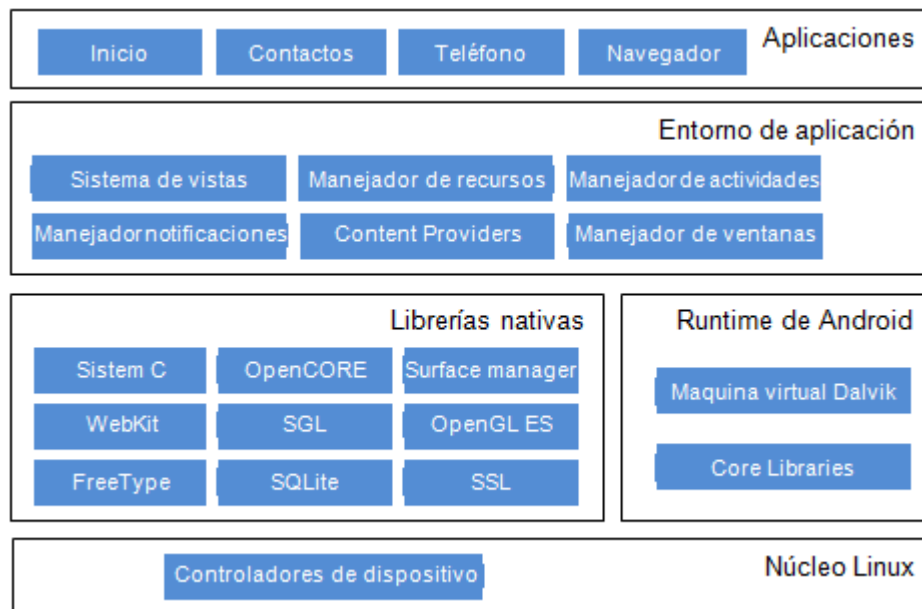 Aplicaciones
Inicio
Contactos
Teléfono
Navegador
Entorno de aplicación
Sistema de vistas
Manejador de recursos
Manejador de actividades
Manejador notificaciones
Content Providers
Manejador de ventanas
Librerías nativas
Sistem C
OpenCORE
Surface manager
WebKit
SGL
OpenGL ES
FreeType
SQLite
SSL
Runtime de Android
Maquina virtual Dalvik
Core Libraries
Núcleo Linux
Controladores de dispositivo